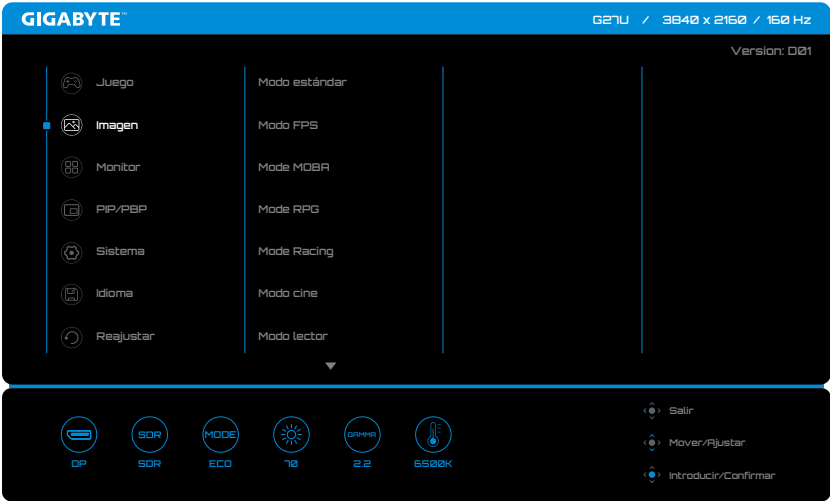 GIGABYTE™
G27U / 3840 x 2160 / 160 Hz
Version: D01
Juego
Imagen
Monitor
PIP/PBP
Sistema
Idioma
Reajustar
Modo estándar
Modo FPS
Mode MOBA
Mode RPG
Mode Racing
Modo cine
Modo lector
SDR
MODE
GAMMA
DP
SDR
ECO
70
2.2
6500K
Salir
Mover/Ajustar
Introducir/Confirmar